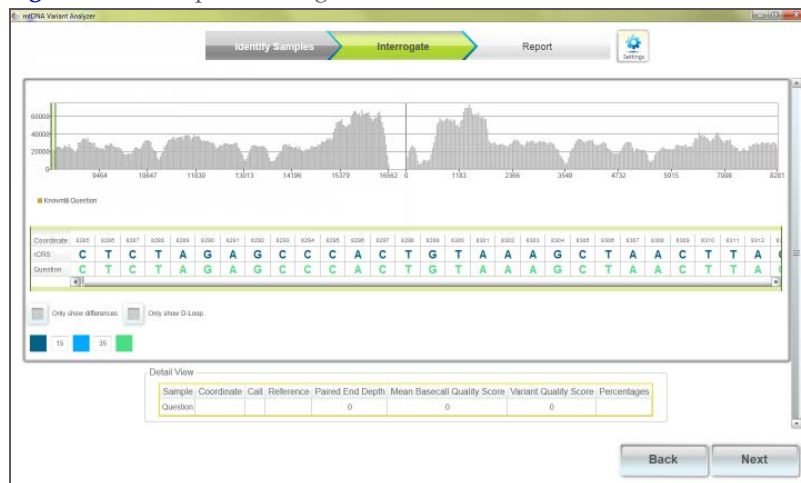 mtDNA Variant Analyzer
Identify Samples Interrogate Report
Settings
60000
40000
20000
0
9464 10647 11830 13013 14196 15379 16562 0 1183 2366 3549 4732 5915 7098 8281
Question
Coordinate 8285 8286 8287 8288 8289 8290 8291 8292 8293 8294 8295 8296 8297 8298 8299 8300 8301 8302 8303 8304 8305 8306 8307 8308 8309 8310 8311 8312
rCRS C T C T A G A G C C C A C T G T A A A G C T A A C T T A
Question C T C T A G A G C C C A C T G T A A A G C T A A C T T A
Only show differences Only show D-Loop
15 35
Detail View
Sample Coordinate Call Reference Paired End Depth Mean Basecall Quality Score Variant Quality Score Percentages
Question 0 0 0
Back Next